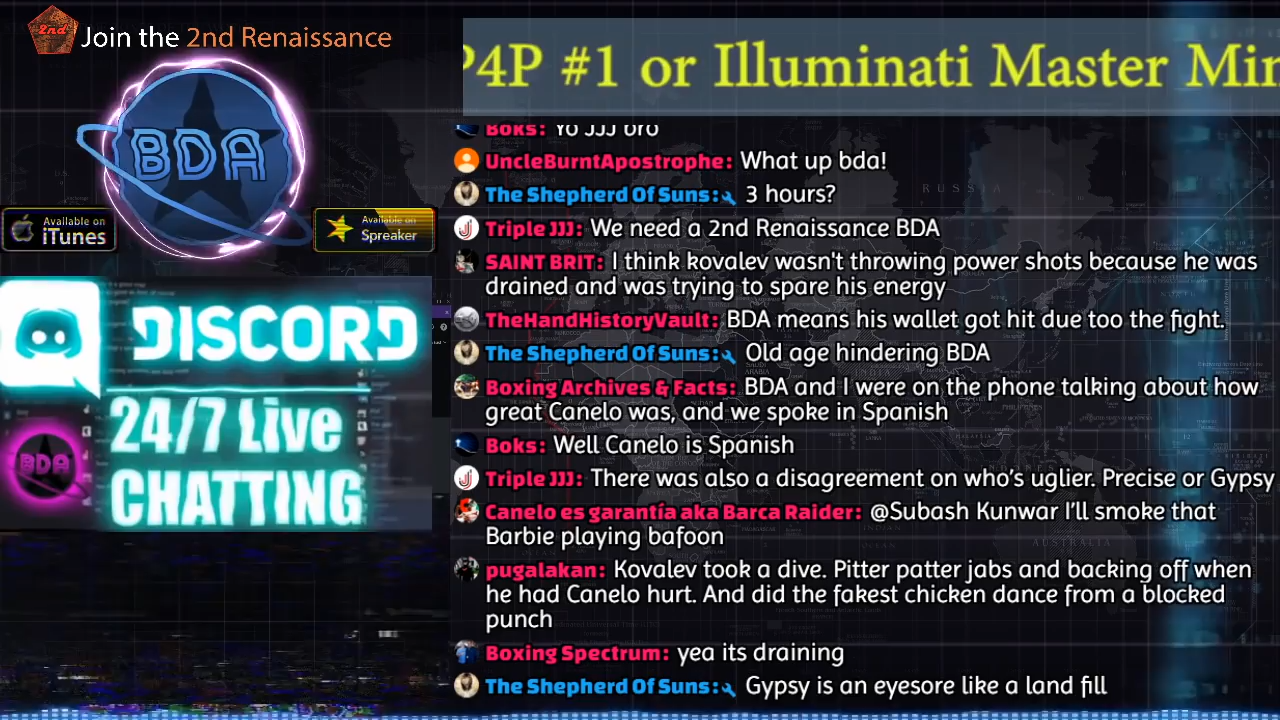 2nd
Join the 2nd Renaissance
P4P #1 or Illuminati Master Min
BDA
Available on
iTunes
Available on
Spreaker
DISCORD
24/7 Live
CHATTING
BDA
Boks: Yo JJJ bro
UncleBurntApostrophe: What up bda!
The Shepherd Of Suns: 3 hours?
Triple JJJ: We need a 2nd Renaissance BDA
SAINT BRIT: I think kovalev wasn't throwing power shots because he was
drained and was trying to spare his energy
TheHandHistoryVault: BDA means his wallet got hit due too the fight.
The Shepherd Of Suns: Old age hindering BDA
Boxing Archives & Facts: BDA and I were on the phone talking about how
great Canelo was, and we spoke in Spanish
Boks: Well Canelo is Spanish
Triple JJJ: There was also a disagreement on who's uglier. Precise or Gypsy
Canelo es garantía aka Barca Raider: @Subash Kunwar I'll smoke that
Barbie playing bafoon
pugalakan: Kovalev took a dive. Pitter patter jabs and backing off when
he had Canelo hurt. And did the fakest chicken dance from a blocked
punch
Boxing Spectrum: yea its draining
The Shepherd Of Suns: Gypsy is an eyesore like a land fill
RUSSIA
AUSTRALIA